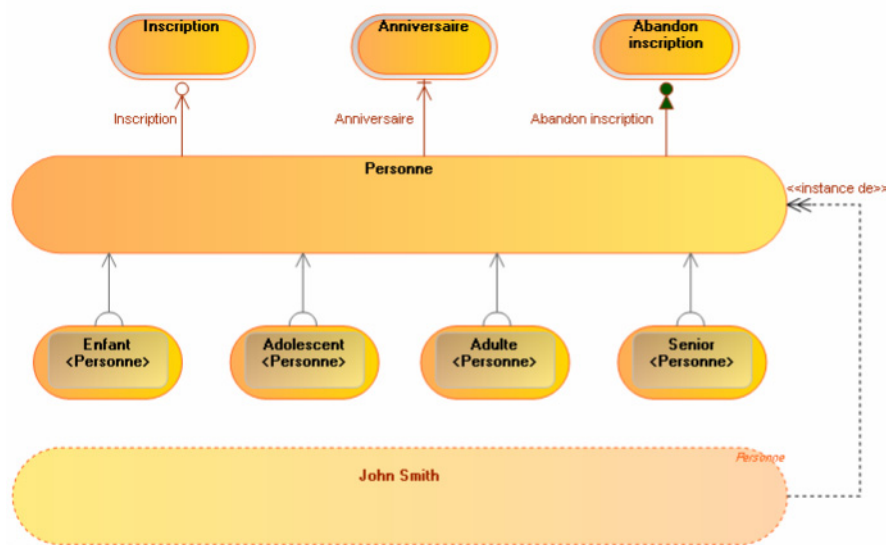 Inscription
Anniversaire
Abandon
inscription
Inscription
Anniversaire
Abandon inscription
Personne
<<instance de>>
Enfant
<Personne>
Adolescent
<Personne>
Adulte
<Personne>
Senior
<Personne>
Personne
John Smith